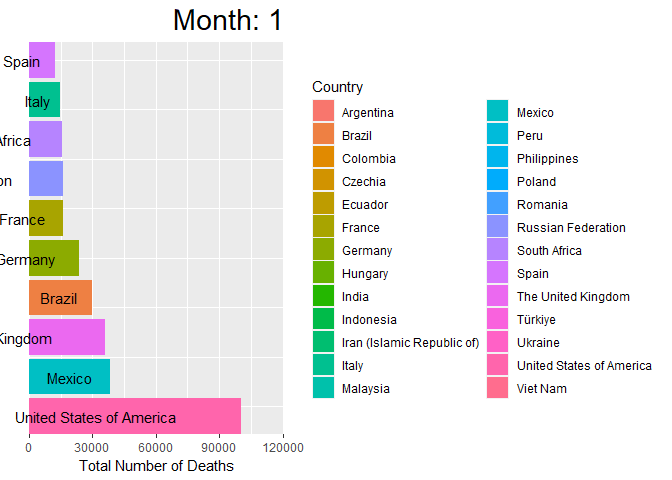 Month: 1
Spain
Italy
Africa
on
France
Germany
Brazil
Kingdom
Mexico
United States of America
0 30000 60000 90000 120000
Total Number of Deaths
Country
Argentina
Brazil
Colombia
Czechia
Ecuador
France
Germany
Hungary
India
Indonesia
Iran (Islamic Republic of)
Italy
Malaysia
Mexico
Peru
Philippines
Poland
Romania
Russian Federation
South Africa
Spain
The United Kingdom
Türkiye
Ukraine
United States of America
Viet Nam